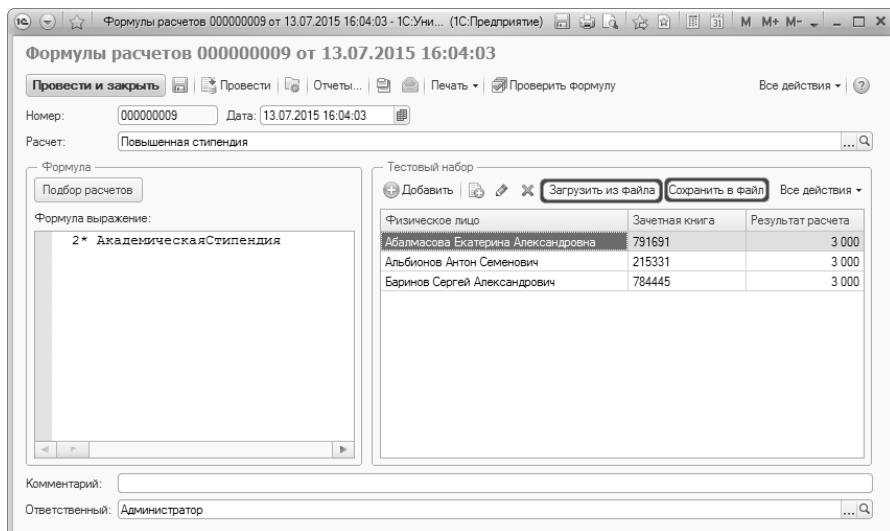 Формулы расчетов 000000009 от 13.07.2015 16:04:03 - 1С:Уни... (1С:Предприятие) 31 M M+ M-
Формулы расчетов 000000009 от 13.07.2015 16:04:03
Провести и закрыть Провести Отчеты... Печать Проверить формулу Все действия ?
Номер: 000000009 Дата: 13.07.2015 16:04:03
Расчет: Повышенная стипендия ...
Формула Тестовый набор
Подбор расчетов Добавить Загрузить из файла Сохранить в файл Все действия
Формула выражение: Физическое лицо Зачетная книга Результат расчета
2* АкадемическаяСтипендия Абалмасова Екатерина Александровна 791691 3 000
Альбионов Антон Семенович 215331 3 000
Баринов Сергей Александрович 784445 3 000
Комментарий:
Ответственный: Администратор ...